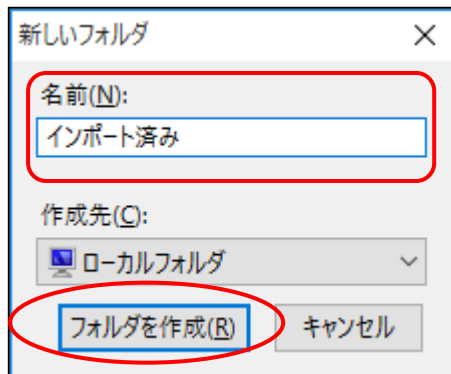 新しいフォルダ
名前(N):
インポート済み
作成先(C):
ローカルフォルダ
フォルダを作成(R) キャンセル